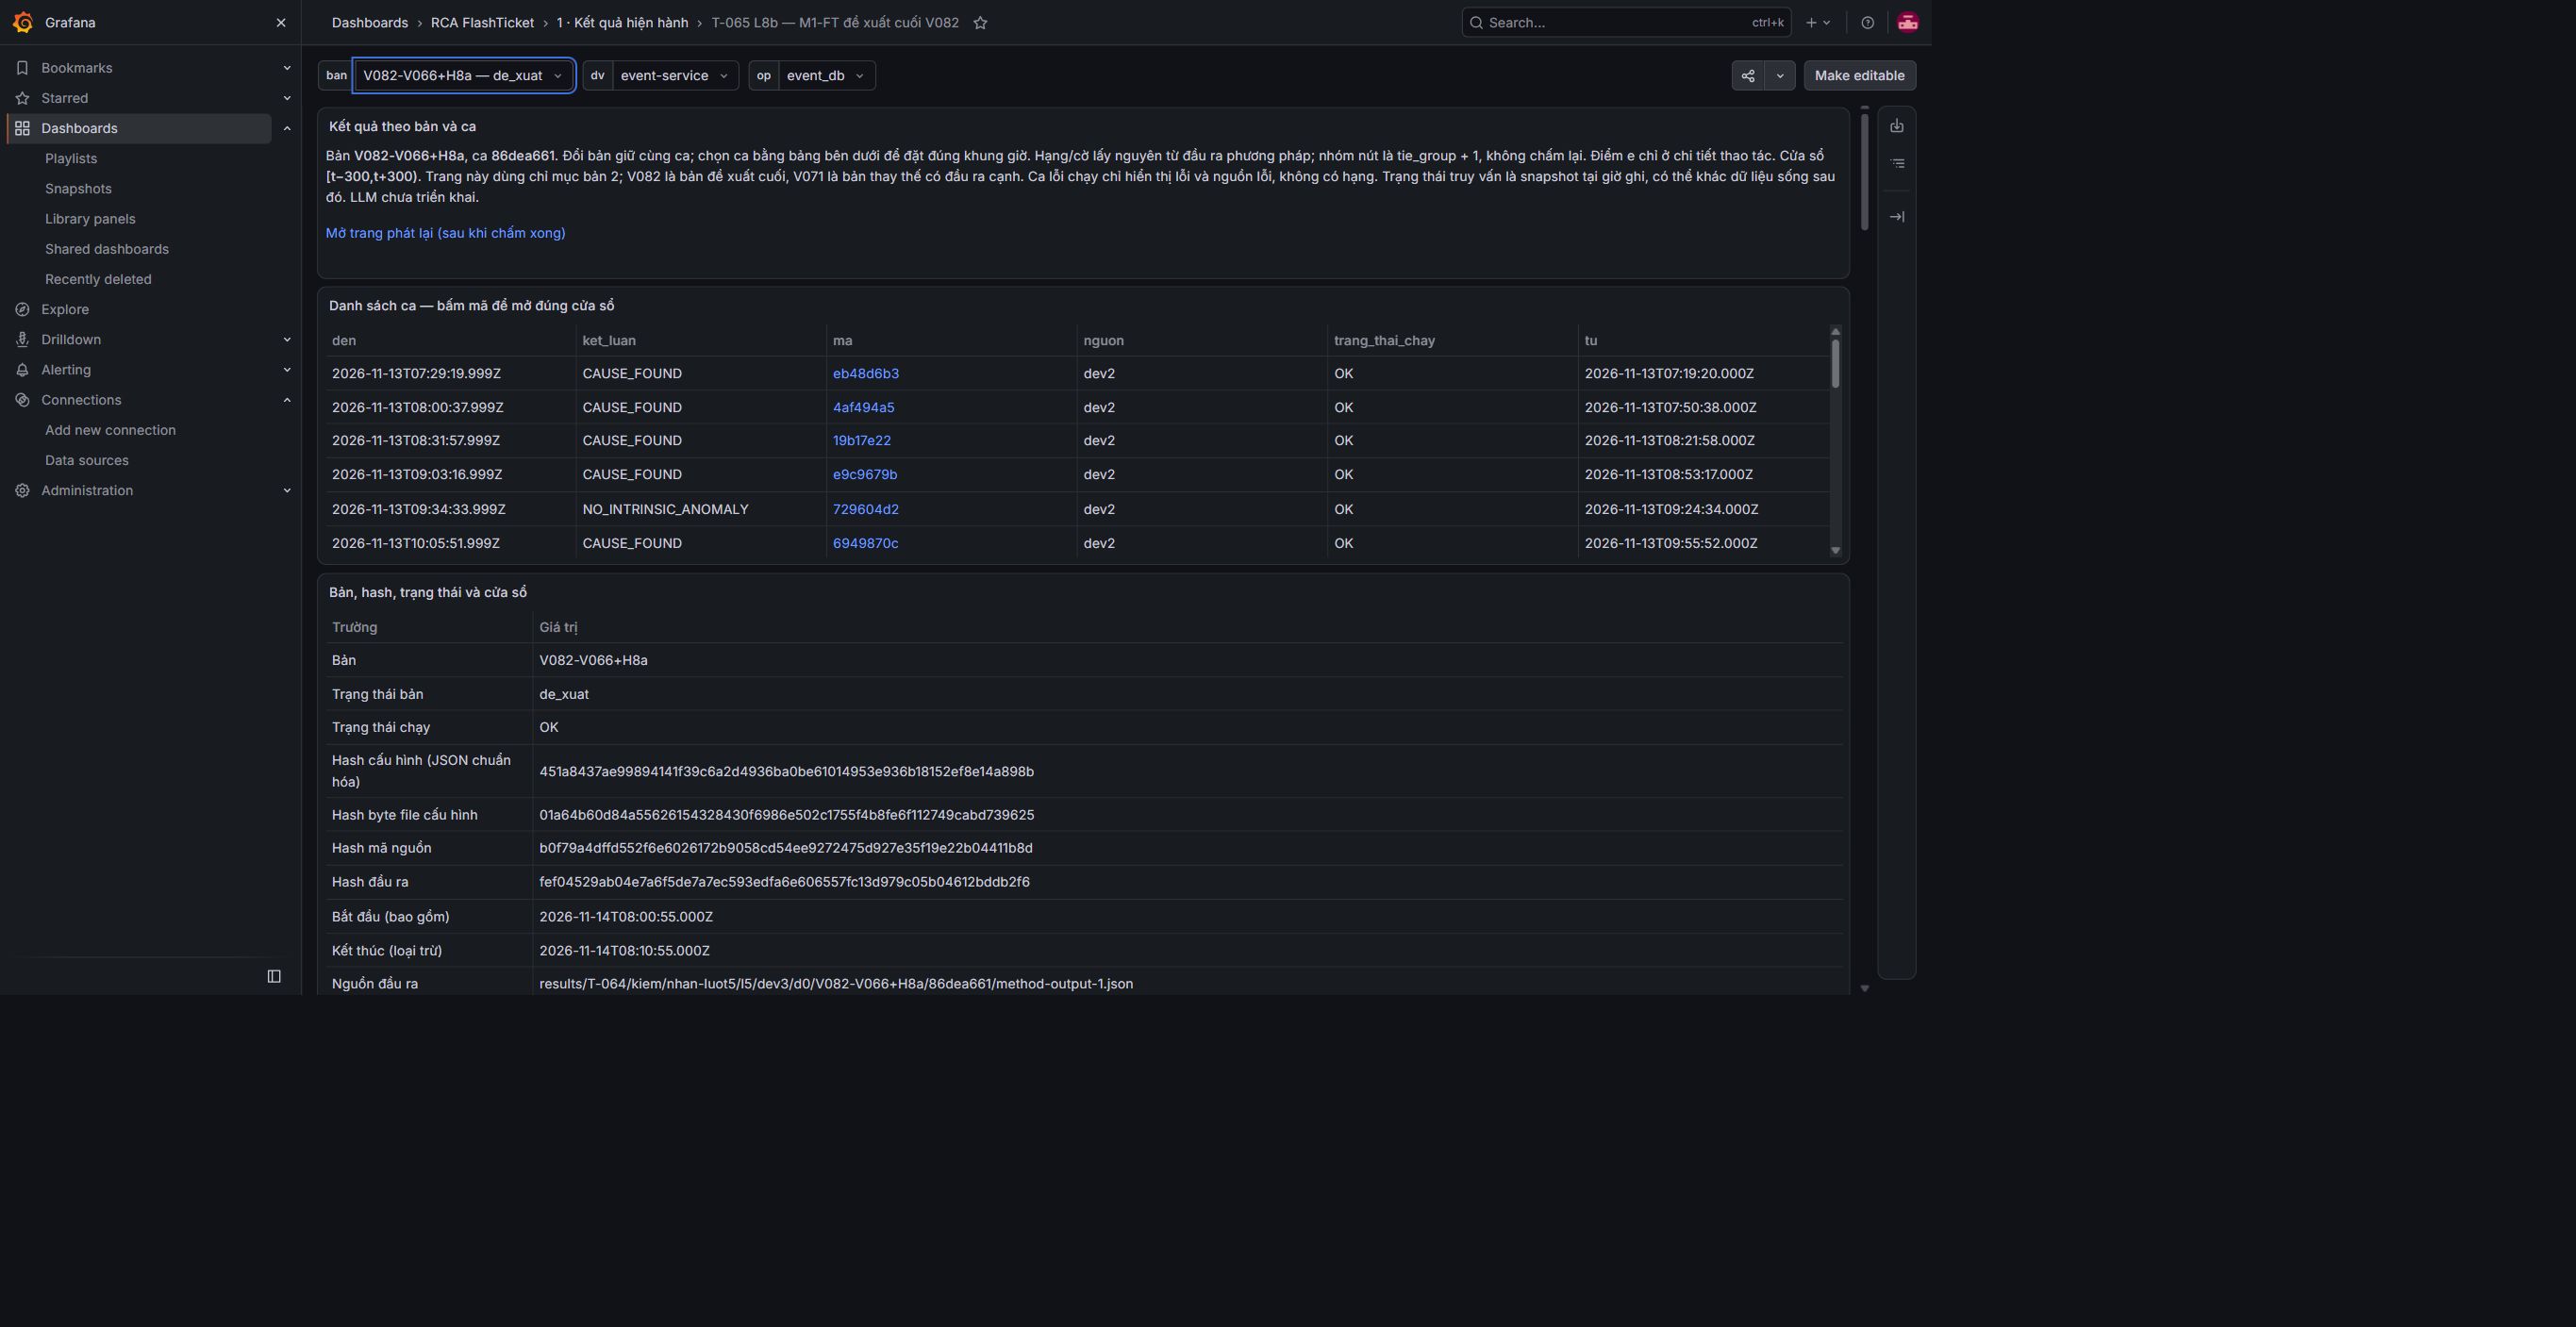 Grafana
Dashboards › RCA FlashTicket › 1 · Kết quả hiện hành › T-065 L8b — M1-FT đề xuất cuối V082
Search...
ctrl+k
Bookmarks
Starred
Dashboards
Playlists
Snapshots
Library panels
Shared dashboards
Recently deleted
Explore
Drilldown
Alerting
Connections
Add new connection
Data sources
Administration
ban V082-V066+H8a — de_xuat dv event-service op event_db
Make editable
Kết quả theo bản và ca
Bản V082-V066+H8a, ca 86dea661. Đổi bản giữ cùng ca; chọn ca bằng bảng bên dưới để đặt đúng khung giờ. Hạng/cờ lấy nguyên từ đầu ra phương pháp; nhóm nút là tie_group + 1, không chấm lại. Điểm e chỉ ở chi tiết thao tác. Cửa sổ
[t−300,t+300). Trang này dùng chỉ mục bản 2; V082 là bản đề xuất cuối, V071 là bản thay thế có đầu ra cạnh. Ca lỗi chạy chỉ hiển thị lỗi và nguồn lỗi, không có hạng. Trạng thái truy vấn là snapshot tại giờ ghi, có thể khác dữ liệu sống sau
đó. LLM chưa triển khai.
Mở trang phát lại (sau khi chấm xong)
Danh sách ca — bấm mã để mở đúng cửa sổ
den ket_luan ma nguon trang_thai_chay tu
2026-11-13T07:29:19.999Z CAUSE_FOUND eb48d6b3 dev2 OK 2026-11-13T07:19:20.000Z
2026-11-13T08:00:37.999Z CAUSE_FOUND 4af494a5 dev2 OK 2026-11-13T07:50:38.000Z
2026-11-13T08:31:57.999Z CAUSE_FOUND 19b17e22 dev2 OK 2026-11-13T08:21:58.000Z
2026-11-13T09:03:16.999Z CAUSE_FOUND e9c9679b dev2 OK 2026-11-13T08:53:17.000Z
2026-11-13T09:34:33.999Z NO_INTRINSIC_ANOMALY 729604d2 dev2 OK 2026-11-13T09:24:34.000Z
2026-11-13T10:05:51.999Z CAUSE_FOUND 6949870c dev2 OK 2026-11-13T09:55:52.000Z
Bản, hash, trạng thái và cửa sổ
Trường Giá trị
Bản V082-V066+H8a
Trạng thái bản de_xuat
Trạng thái chạy OK
Hash cấu hình (JSON chuẩn
hóa) 451a8437ae99894141f39c6a2d4936ba0be61014953e936b18152ef8e14a898b
Hash byte file cấu hình 01a64b60d84a55626154328430f6986e502c1755f4b8fe6f112749cabd739625
Hash mã nguồn b0f79a4dffd552f6e6026172b9058cd54ee9272475d927e35f19e22b04411b8d
Hash đầu ra fef04529ab04e7a6f5de7a7ec593edfa6e606557fc13d979c05b04612bddb2f6
Bắt đầu (bao gồm) 2026-11-14T08:00:55.000Z
Kết thúc (loại trừ) 2026-11-14T08:10:55.000Z
Nguồn đầu ra results/T-064/kiem/nhan-luot5/l5/dev3/d0/V082-V066+H8a/86dea661/method-output-1.json